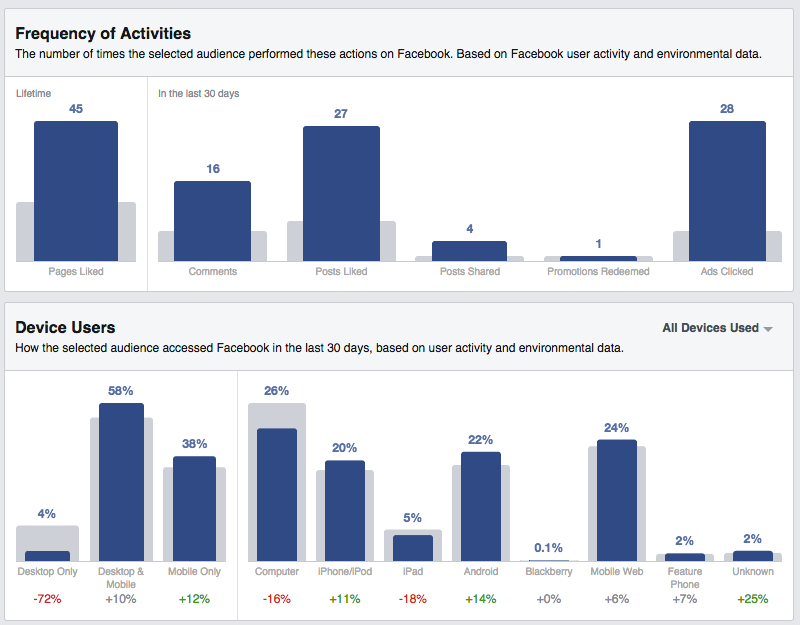 Frequency of Activities
The number of times the selected audience performed these actions on Facebook. Based on Facebook user activity and environmental data.
Lifetime
45
Pages Liked
In the last 30 days
16
27
4
1
28
Comments
Posts Liked
Posts Shared
Promotions Redeemed
Ads Clicked
Device Users
All Devices Used
How the selected audience accessed Facebook in the last 30 days, based on user activity and environmental data.
4%
58%
38%
Desktop Only
Desktop &
Mobile
Mobile Only
-72%
+10%
+12%
26%
20%
5%
22%
0.1%
24%
2%
2%
Computer
iPhone/iPod
iPad
Android
Blackberry
Mobile Web
Feature
Phone
Unknown
-16%
+11%
-18%
+14%
+0%
+6%
+7%
+25%